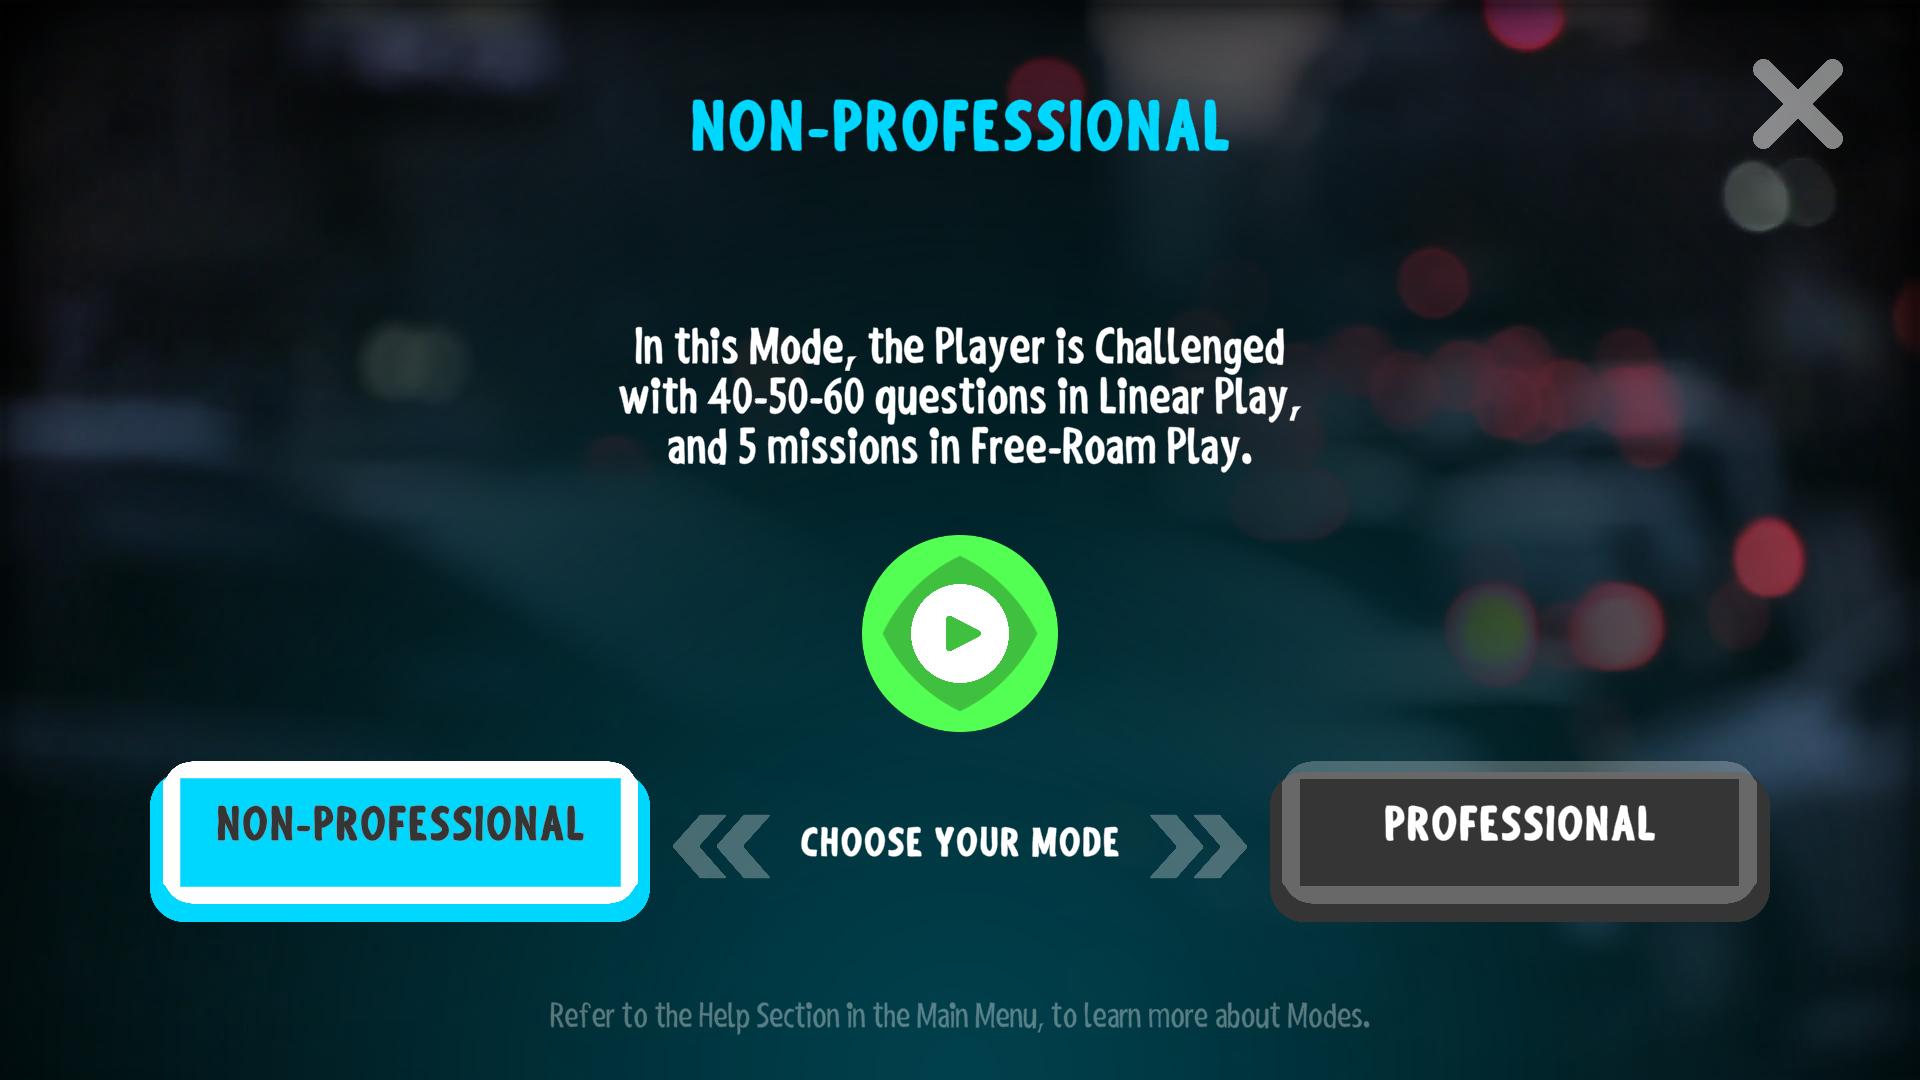 NON-PROFESSIONAL
In this Mode, the Player is Challenged
with 40-50-60 questions in Linear Play,
and 5 missions in Free-Roam Play.
NON-PROFESSIONAL
CHOOSE YOUR MODE
PROFESSIONAL
Refer to the Help Section in the Main Menu, to learn more about Modes.